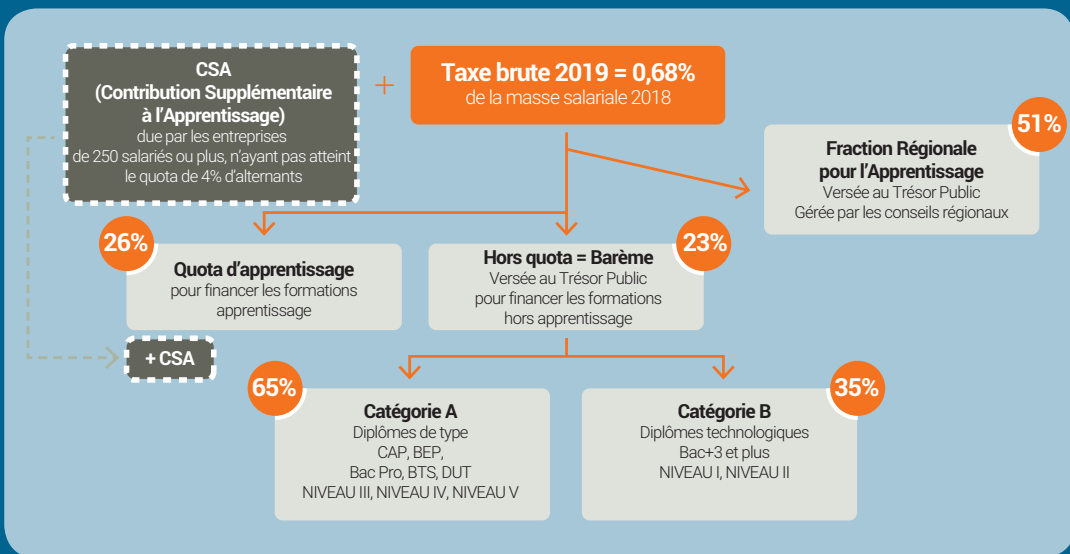 CSA
(Contribution Supplémentaire
à l'Apprentissage)
due par les entreprises
de 250 salariés ou plus, n'ayant pas atteint
le quota de 4% d'alternants
+
Taxe brute 2019 = 0,68%
de la masse salariale 2018
51%
Fraction Régionale
pour l'Apprentissage
Versée au Trésor Public
Gérée par les conseils régionaux
26%
Quota d'apprentissage
pour financer les formations
apprentissage
23%
Hors quota = Barème
Versée au Trésor Public
pour financer les formations
hors apprentissage
+ CSA
65%
Catégorie A
Diplômes de type
CAP, BEP,
Bac Pro, BTS, DUT
NIVEAU III, NIVEAU IV, NIVEAU V
35%
Catégorie B
Diplômes technologiques
Bac+3 et plus
NIVEAU I, NIVEAU II